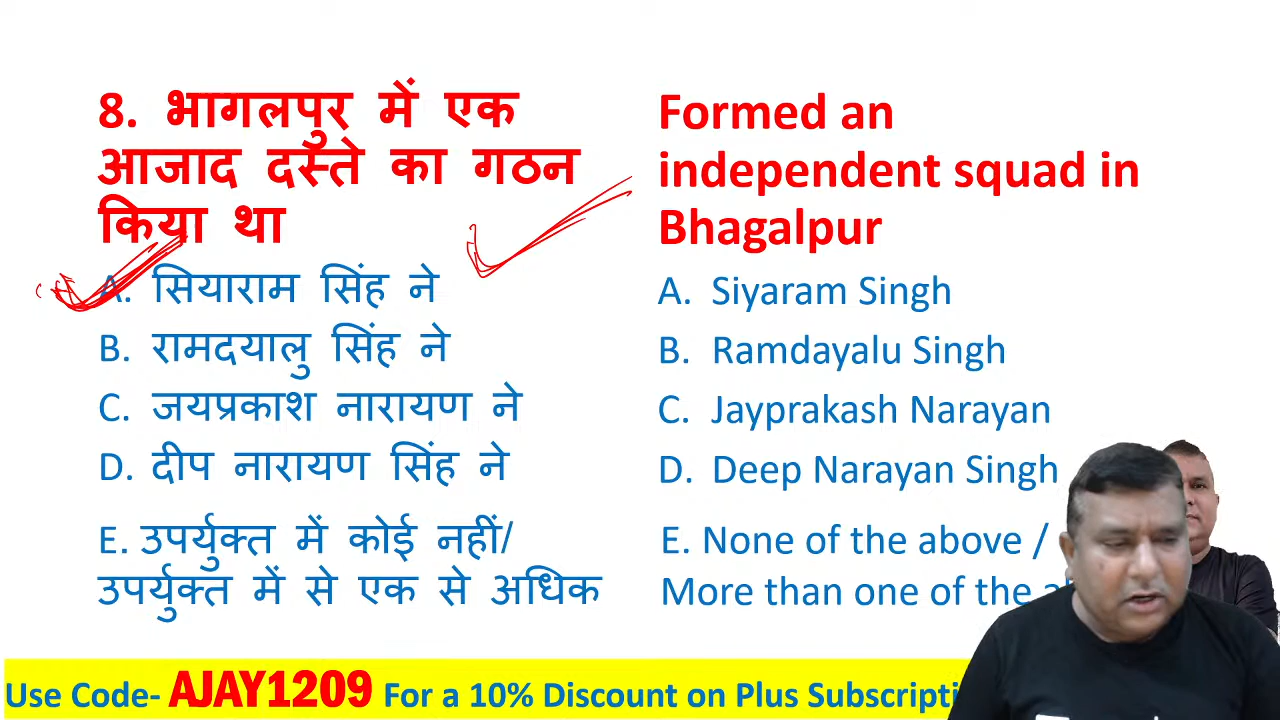 8. भागलपुर में एक
आजाद दस्ते का गठन
किया था
A. सियाराम सिंह ने
B. रामदयालु सिंह ने
C. जयप्रकाश नारायण ने
D. दीप नारायण सिंह ने
E. उपर्युक्त में कोई नहीं/
उपर्युक्त में से एक से अधिक
Formed an
independent squad in
Bhagalpur
A. Siyaram Singh
B. Ramdayalu Singh
C. Jayprakash Narayan
D. Deep Narayan Singh
E. None of the above /
More than one of the
Use Code- AJAY1209 For a 10% Discount on Plus